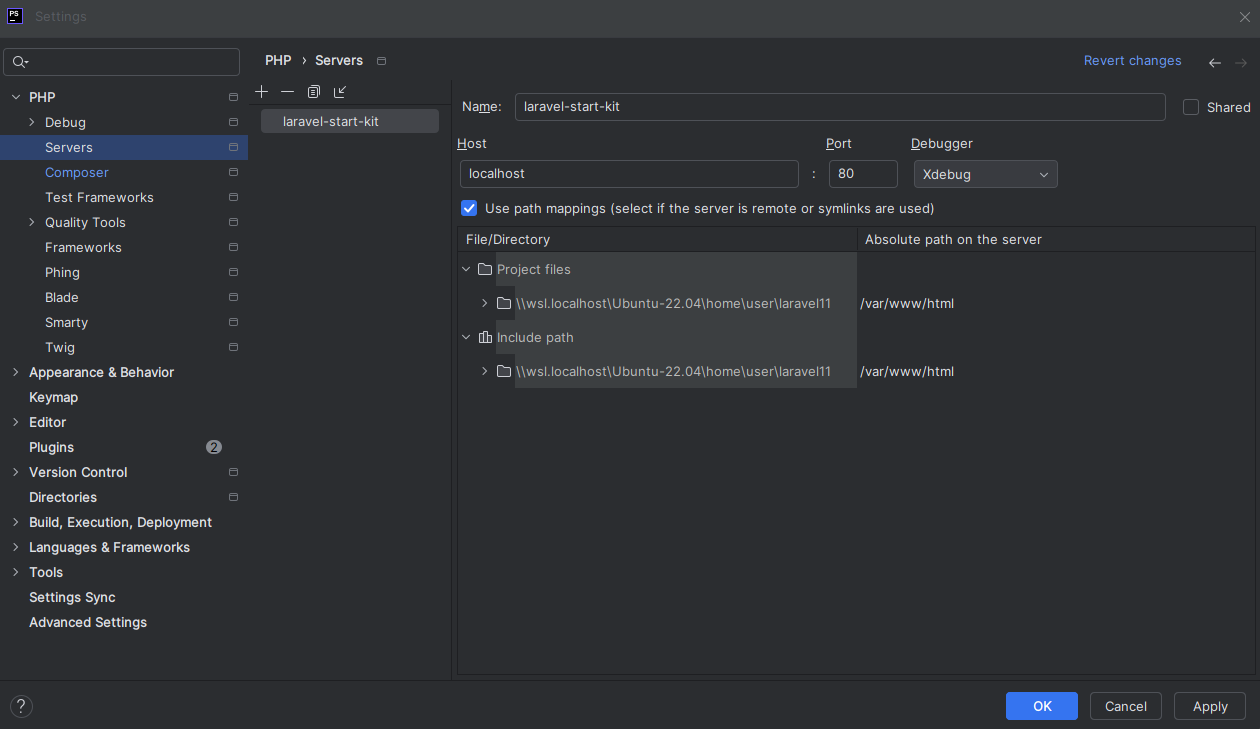 PS
Settings
PHP
Debug
Servers
Composer
Test Frameworks
Quality Tools
Frameworks
Phing
Blade
Smarty
Twig
Appearance & Behavior
Keymap
Editor
Plugins 2
Version Control
Directories
Build, Execution, Deployment
Languages & Frameworks
Tools
Settings Sync
Advanced Settings
PHP › Servers
Revert changes
laravel-start-kit
Name: laravel-start-kit Shared
Host Port Debugger
localhost : 80 Xdebug
Use path mappings (select if the server is remote or symlinks are used)
File/Directory Absolute path on the server
Project files
\\wsl.localhost\Ubuntu-22.04\home\user\laravel11 /var/www/html
Include path
\\wsl.localhost\Ubuntu-22.04\home\user\laravel11 /var/www/html
? OK Cancel Apply